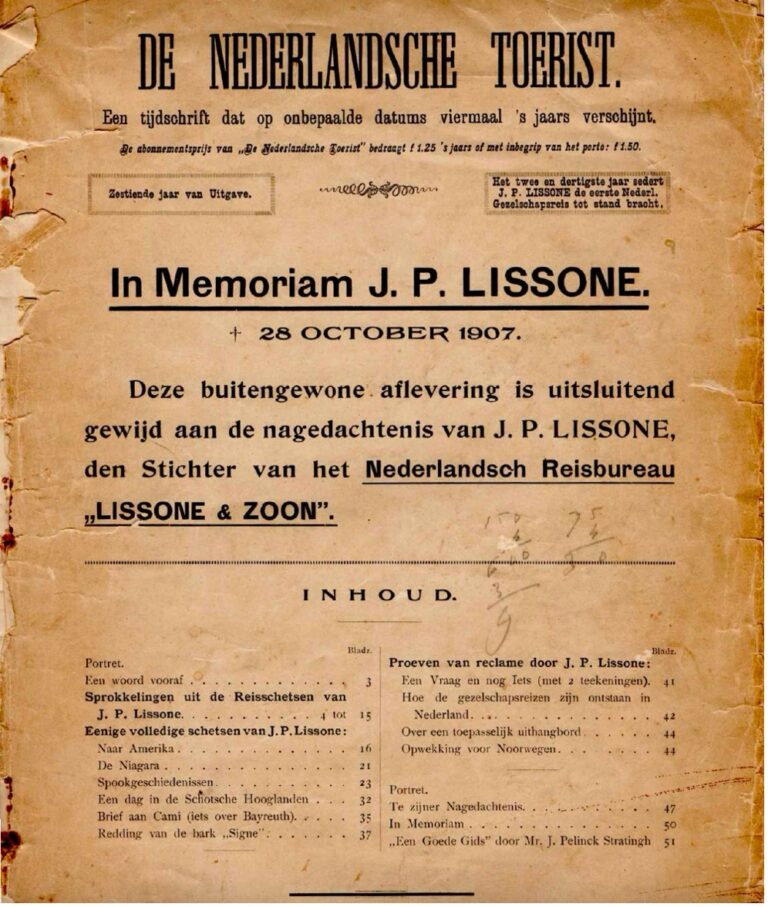 DE NEDERLANDSCHE TOERIST.
Een tijdschrift dat op onbepaalde datums viermaal 's jaars verschijnt.
De abonnementsprijs van „De Nederlandsche Toerist" bedraagt f 1.25 's jaars of met inbegrip van het porto: f 1.50.
Zestiende jaar van Uitgave.
Het twee en dertigste jaar sedert
J. P. LISSONE de eerste Nederl.
Gezelschapsreis tot stand bracht.
In Memoriam J. P. LISSONE.
† 28 OCTOBER 1907.
Deze buitengewone aflevering is uitsluitend
gewijd aan de nagedachtenis van J. P. LISSONE,
den Stichter van het Nederlandsch Reisbureau
„LISSONE & ZOON".
INHOUD.
Bladz.
Portret.
Een woord vooraf . . . . . . . . . . . . . 3
Sprokkelingen uit de Reisschetsen van
J. P. Lissone. . . . . . . . . . 4 tot 15
Eenige volledige schetsen van J. P. Lissone:
Naar Amerika . . . . . . . . . . . . . 16
De Niagara . . . . . . . . . . . . . 21
Spookgeschiedenissen. . . . . . . . . . . 23
Een dag in de Schotsche Hooglanden . . . 32
Brief aan Cami (iets over Bayreuth). . . . . 35
Redding van de bark „Signe". . . . . . . 37
Bladz.
Proeven van reclame door J. P. Lissone:
Een Vraag en nog Iets (met 2 teekeningen). 41
Hoe de gezelschapsreizen zijn ontstaan in
Nederland. . . . . . . . . . . . . . 42
Over een toepasselijk uithangbord . . . . . 44
Opwekking voor Noorwegen. . . . . . . . 44
Portret.
Te zijner Nagedachtenis. . . . . . . . . . 47
In Memoriam . . . . . . . . . . . . . 50
„Een Goede Gids" door Mr. J. Pelinck Stratingh 51